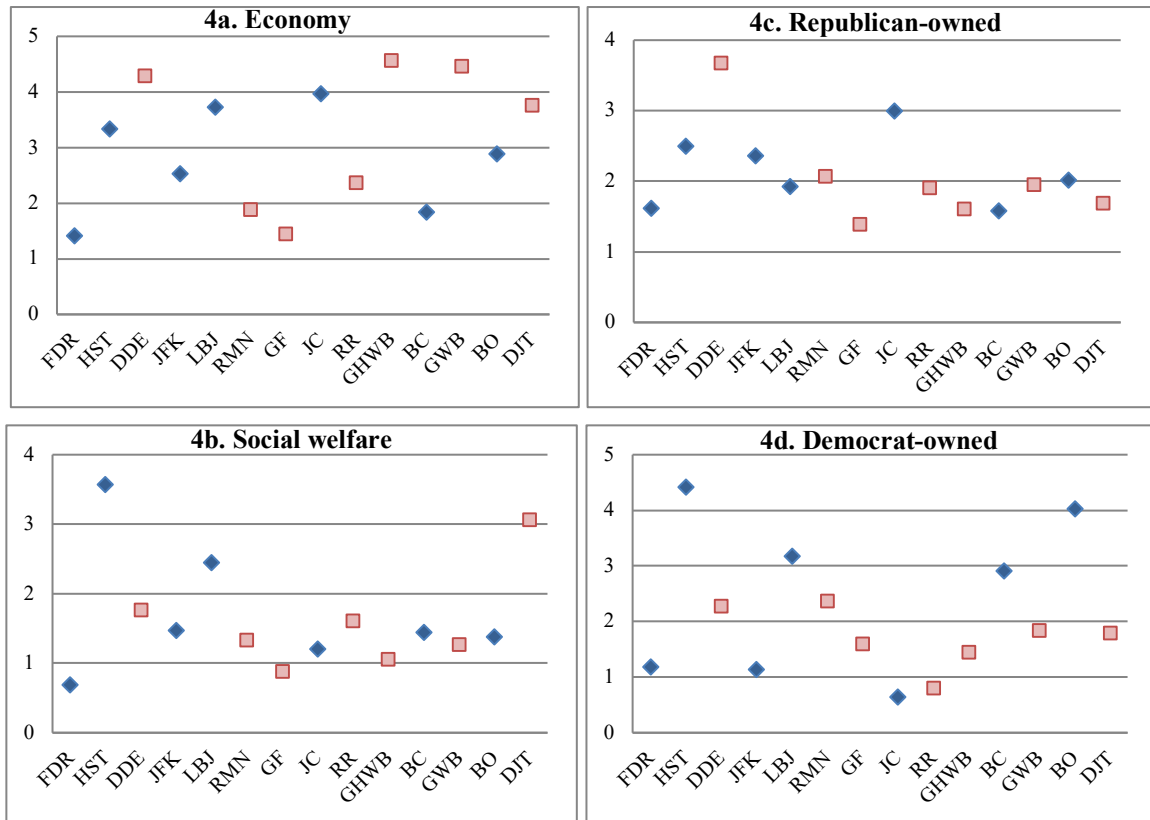 4a. Economy
5
4
3
2
1
0
FDR
HST
DDE
JFK
LBJ
RMN
GF
JC
RR
GHWB
BC
GWB
BO
DJT
4c. Republican-owned
4
3
2
1
0
FDR
HST
DDE
JFK
LBJ
RMN
GF
JC
RR
GHWB
BC
GWB
BO
DJT
4b. Social welfare
4
3
2
1
0
FDR
HST
DDE
JFK
LBJ
RMN
GF
JC
RR
GHWB
BC
GWB
BO
DJT
4d. Democrat-owned
5
4
3
2
1
0
FDR
HST
DDE
JFK
LBJ
RMN
GF
JC
RR
GHWB
BC
GWB
BO
DJT